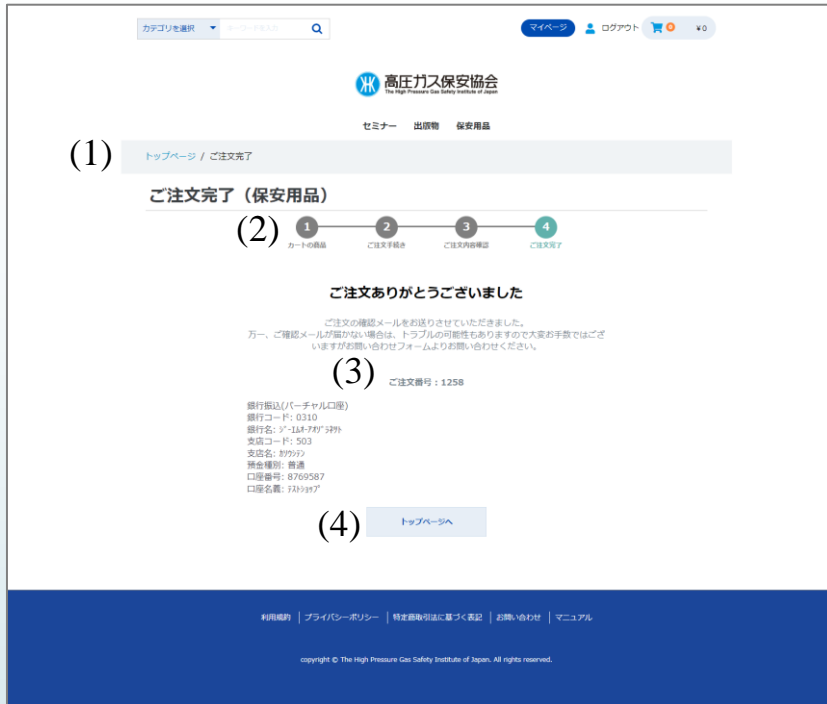 カテゴリを選択
キーワードを入力
マイページ
ログアウト
0
¥0
高圧ガス保安協会
The High Pressure Gas Safety Institute of Japan
セミナー 出版物 保安用品
(1)
トップページ / ご注文完了
ご注文完了（保安用品）
(2)
1 2 3 4
カートの商品 ご注文手続き ご注文内容確認 ご注文完了
ご注文ありがとうございました
ご注文の確認メールをお送りさせていただきました。
万一、ご確認メールが届かない場合は、トラブルの可能性もありますので大変お手数ではござ
いますがお問い合わせフォームよりお問い合わせください。
(3)
ご注文番号：1258
銀行振込(バーチャル口座)
銀行コード: 0310
銀行名: ｼﾞｰｴﾑｵｰｱｵｿﾞﾗﾈﾂﾄ
支店コード: 503
支店名: ｶﾘｳｼﾃﾝ
預金種別: 普通
口座番号: 8769587
口座名義: ﾃｽﾄｼｮｯﾌﾟ
(4)
トップページへ
利用規約 | プライバシーポリシー | 特定商取引法に基づく表記 | お問い合わせ | マニュアル
copyright © The High Pressure Gas Safety Institute of Japan. All rights reserved.